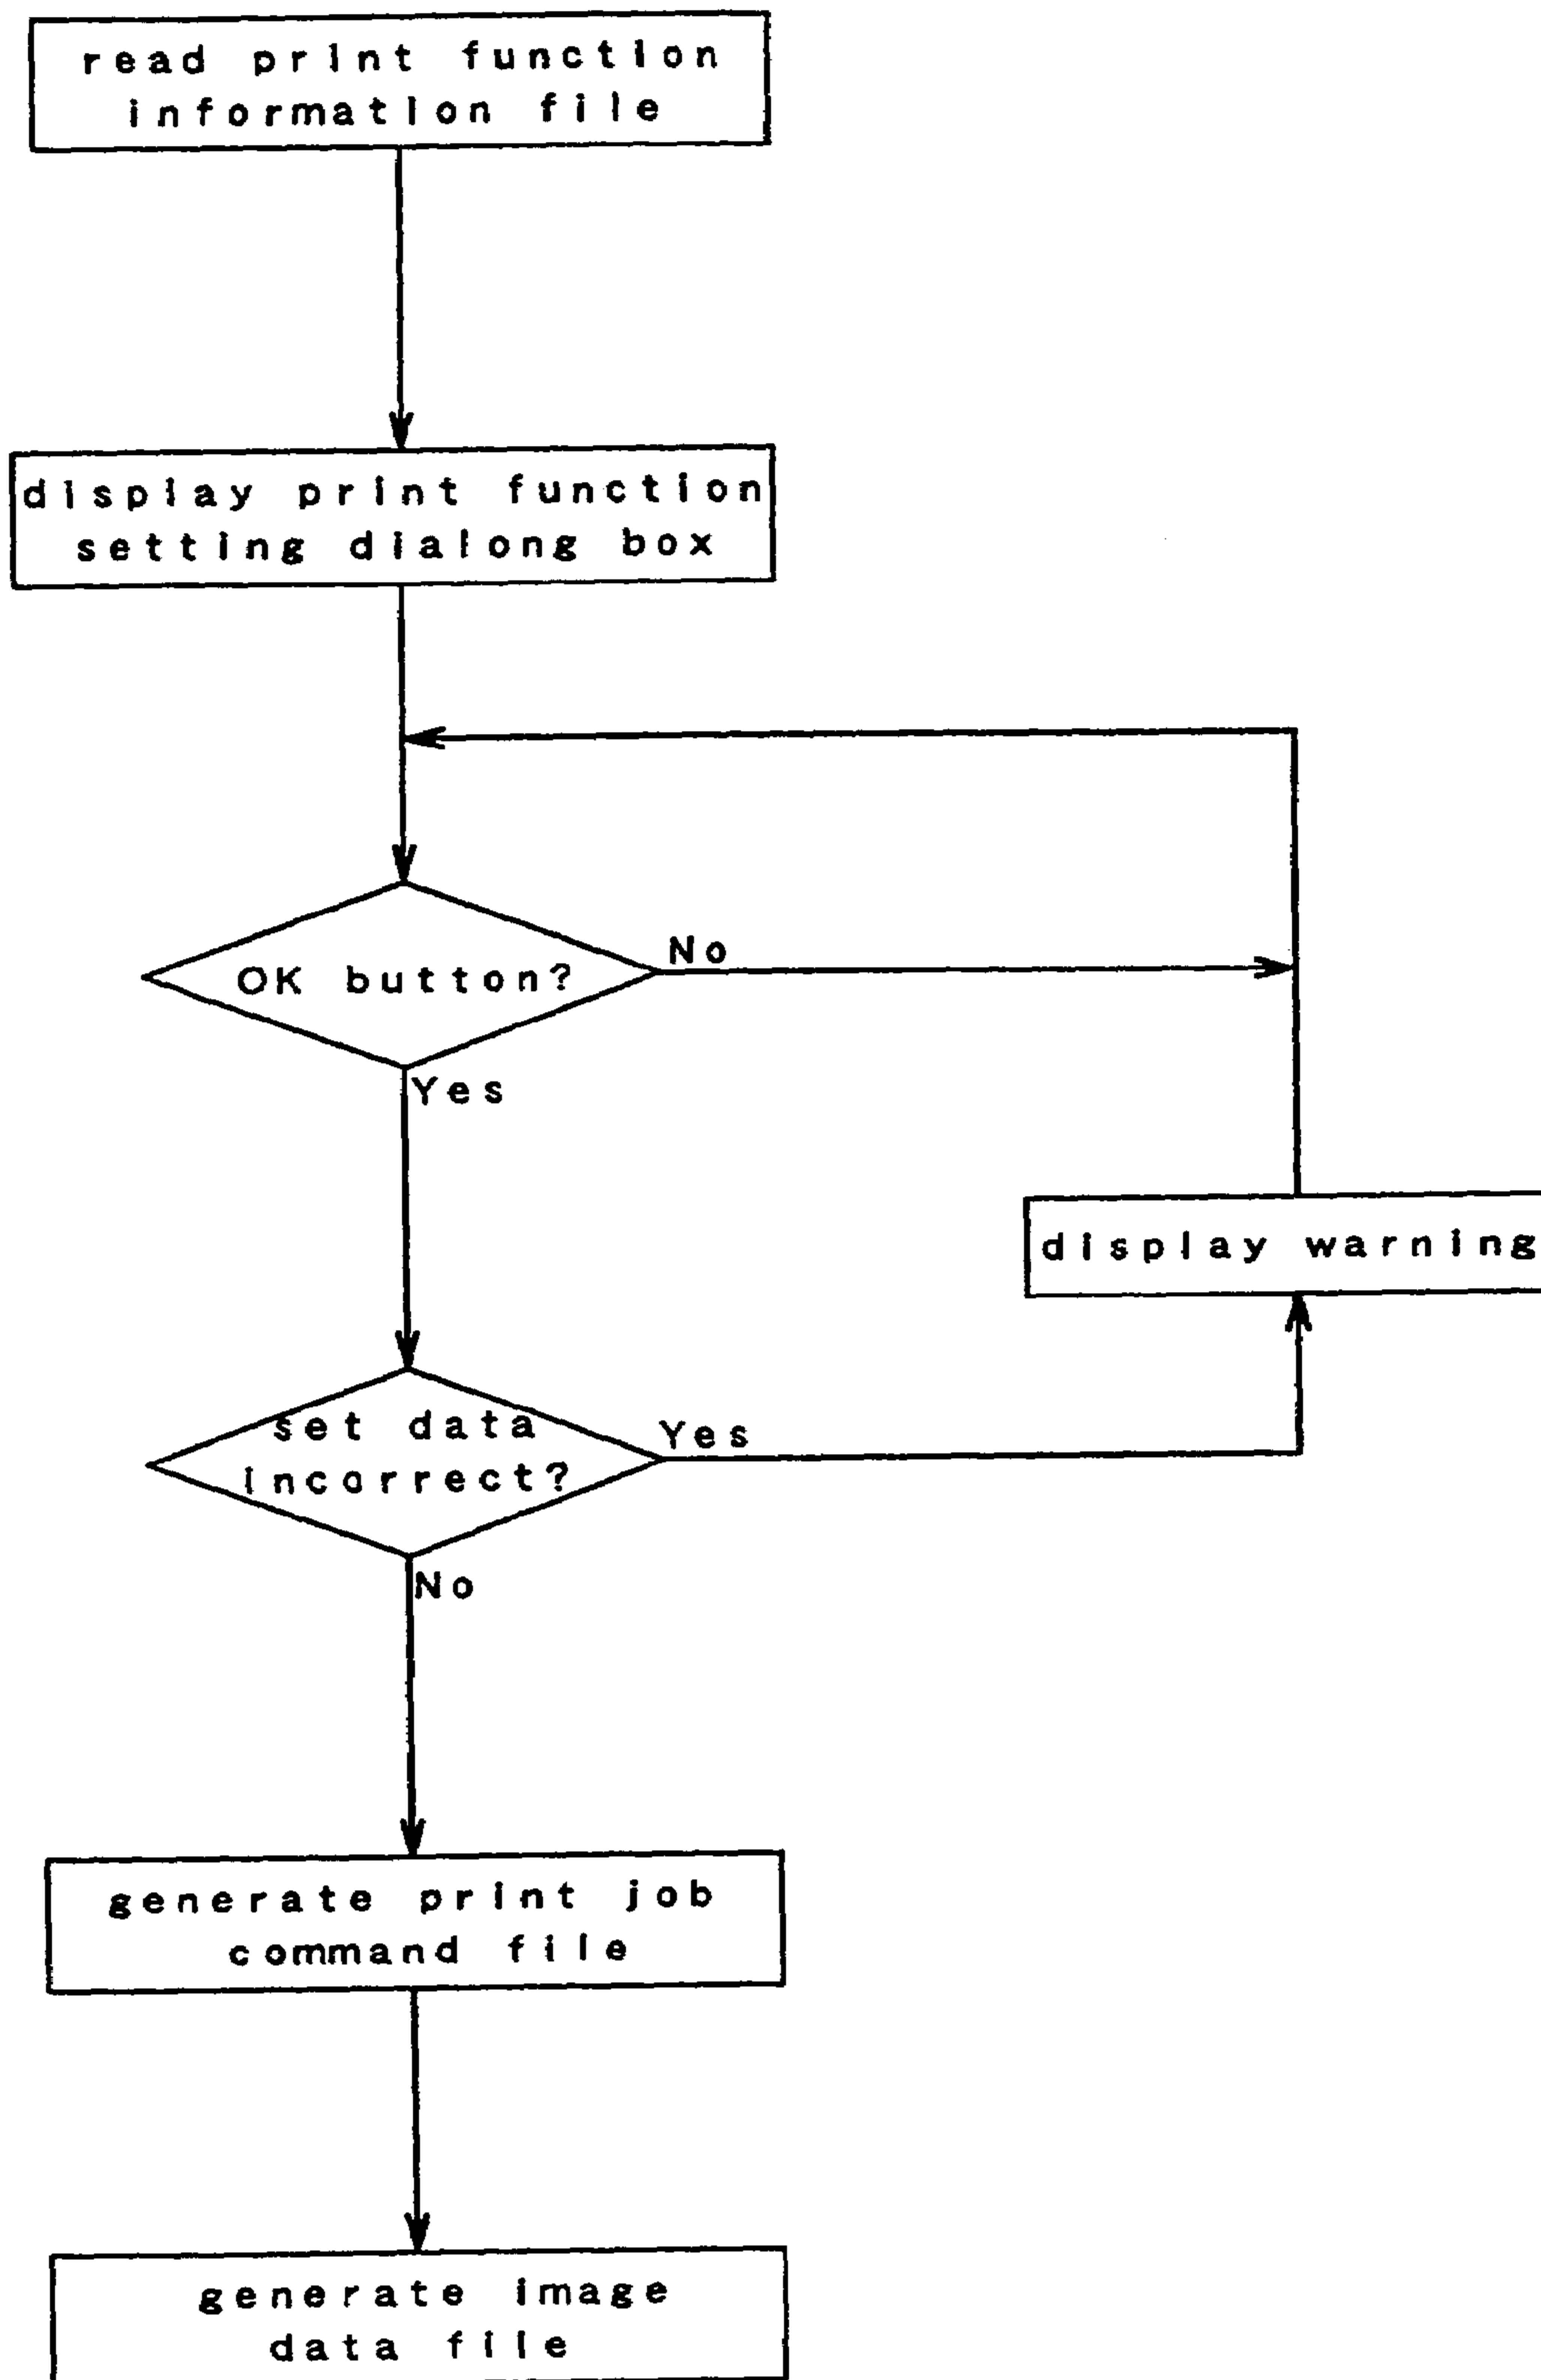 read print function
information file
display print function
setting dialong box
OK button?
No
Yes
display warning
set data
incorrect?
Yes
No
generate print job
command file
generate image
data file